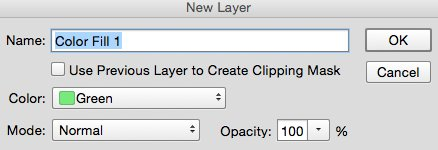 New Layer
Name: Color Fill 1 OK
Use Previous Layer to Create Clipping Mask Cancel
Color: Green
Mode: Normal Opacity: 100 %